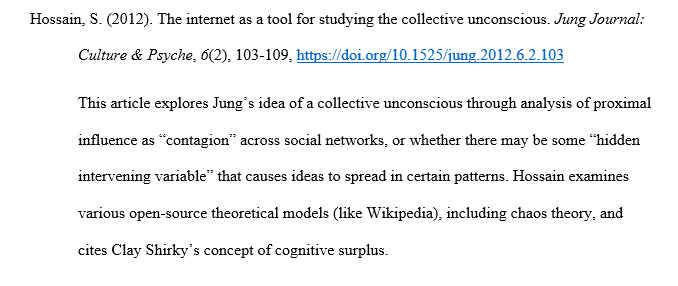 Hossain, S. (2012). The internet as a tool for studying the collective unconscious. Jung Journal:
Culture & Psyche, 6(2), 103-109, https://doi.org/10.1525/jung.2012.6.2.103
This article explores Jung’s idea of a collective unconscious through analysis of proximal
influence as “contagion” across social networks, or whether there may be some “hidden
intervening variable” that causes ideas to spread in certain patterns. Hossain examines
various open-source theoretical models (like Wikipedia), including chaos theory, and
cites Clay Shirky’s concept of cognitive surplus.